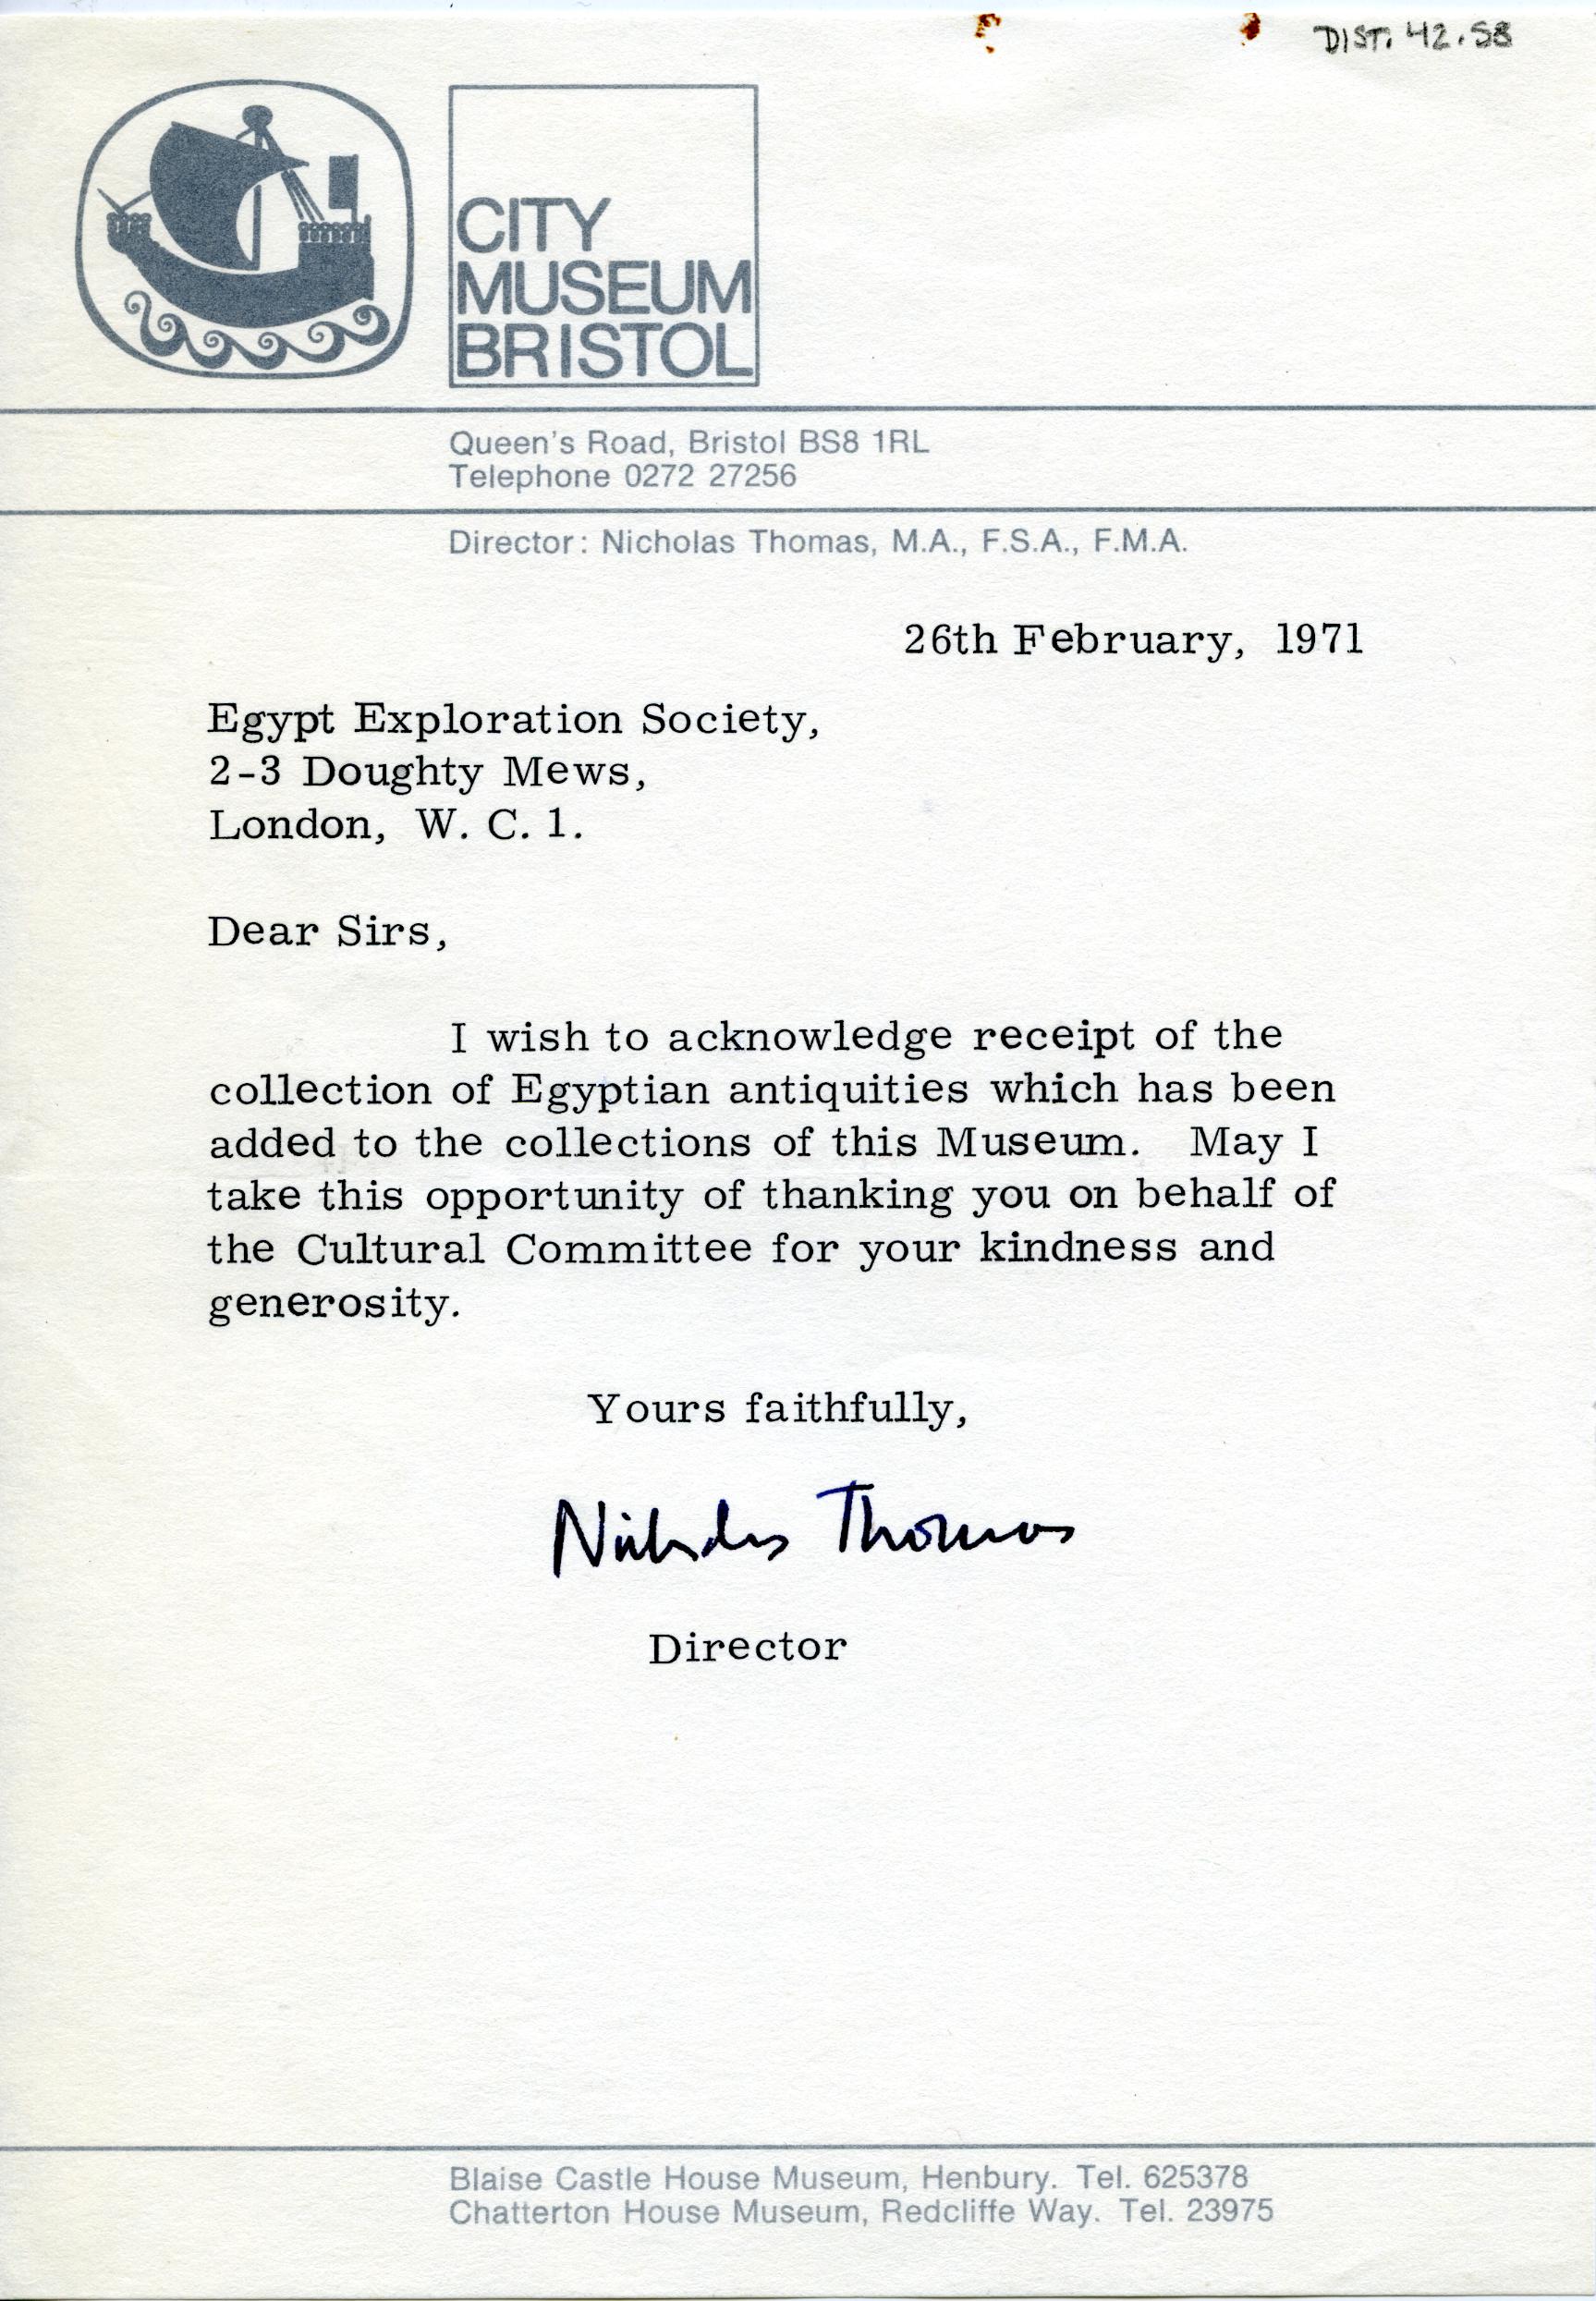 DIST. 42.58
CITY
MUSEUM
BRISTOL
Queen's Road, Bristol BS8 1RL
Telephone 0272 27256
Director: Nicholas Thomas, M.A., F.S.A., F.M.A.
26th February, 1971
Egypt Exploration Society,
2-3 Doughty Mews,
London, W. C. 1.
Dear Sirs,
I wish to acknowledge receipt of the
collection of Egyptian antiquities which has been
added to the collections of this Museum. May I
take this opportunity of thanking you on behalf of
the Cultural Committee for your kindness and
generosity.
Yours faithfully,
Nicholas Thomas
Director
Blaise Castle House Museum, Henbury. Tel. 625378
Chatterton House Museum, Redcliffe Way. Tel. 23975